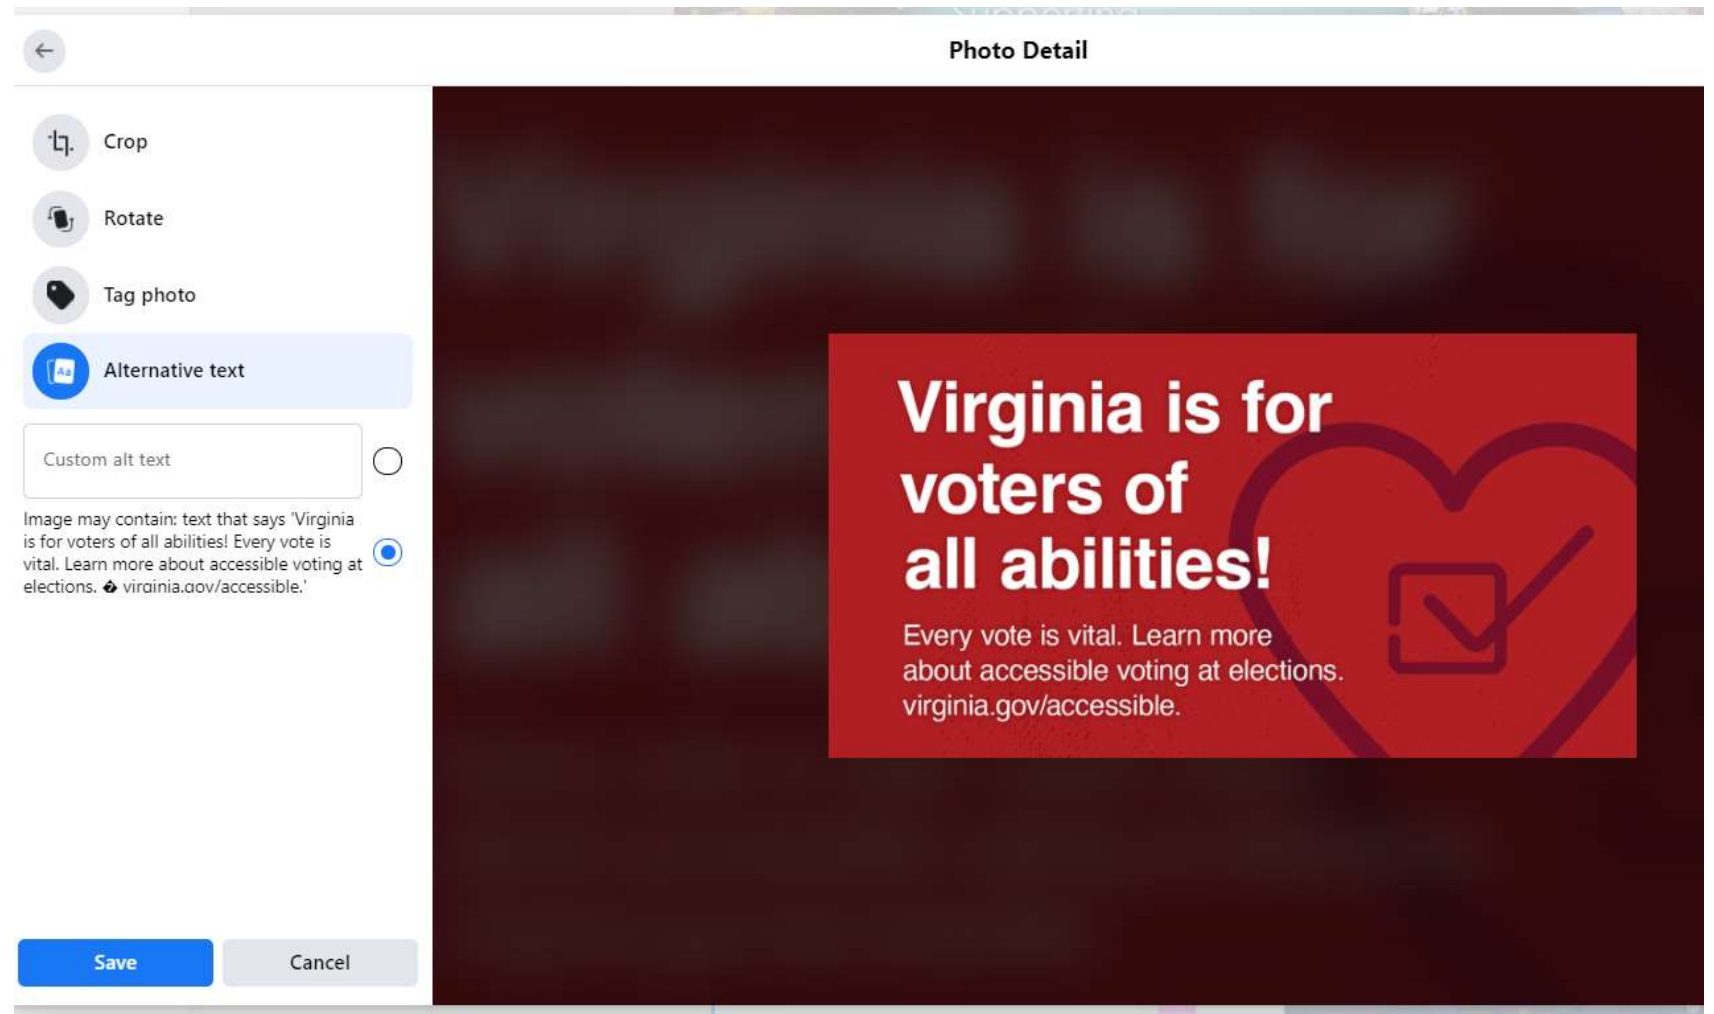 Photo Detail
Crop
Rotate
Tag photo
Aa
Alternative text
Custom alt text
Image may contain: text that says 'Virginia
is for voters of all abilities! Every vote is
vital. Learn more about accessible voting at
elections. � virginia.gov/accessible.'
Save
Cancel
Virginia is for
voters of
all abilities!
Every vote is vital. Learn more
about accessible voting at elections.
virginia.gov/accessible.